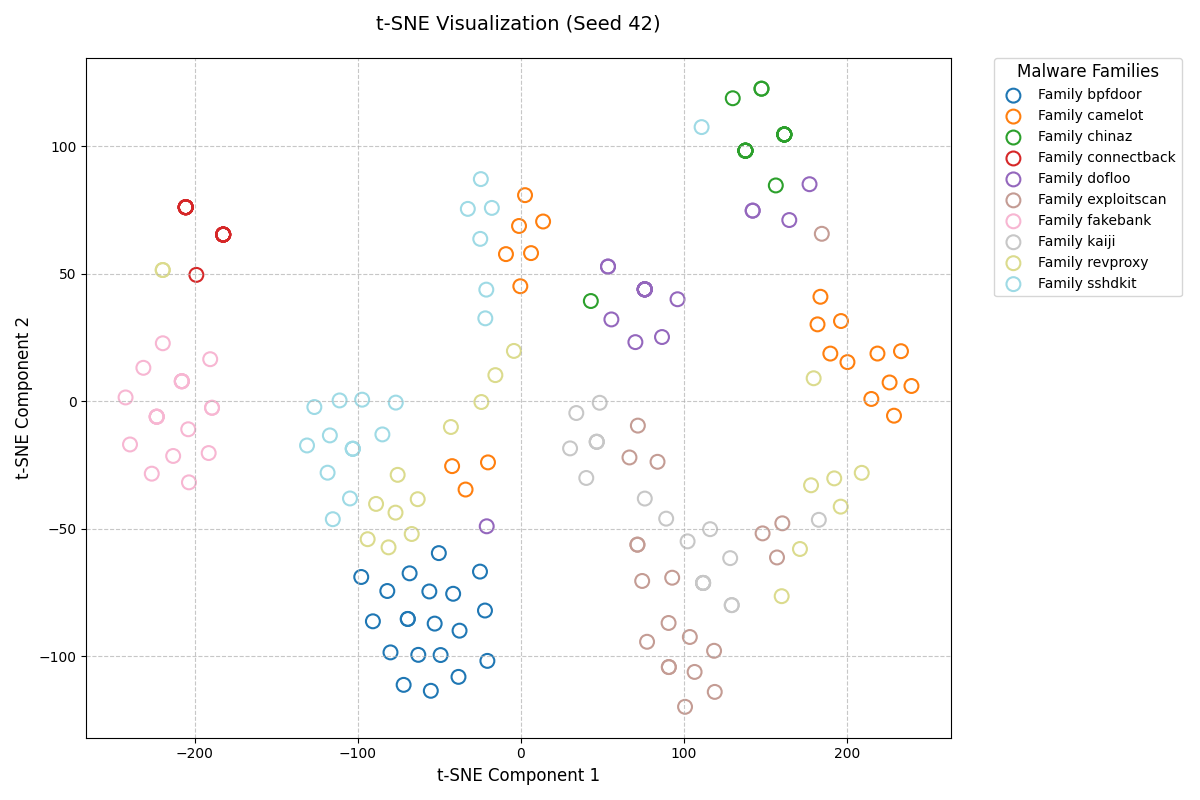 t-SNE Visualization (Seed 42)
Malware Families
Family bpfdoor
Family camelot
Family chinaz
Family connectback
Family dofloo
Family exploitscan
Family fakebank
Family kaiji
Family revproxy
Family sshdkit
t-SNE Component 2
100
50
0
−50
−100
−200
−100
0
100
200
t-SNE Component 1